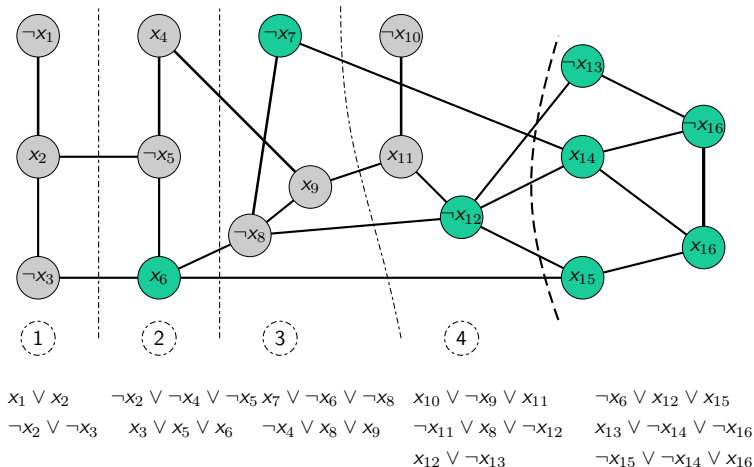 ¬x₁ x₄ ¬x₇ ¬x₁₀
¬x₁₃
¬x₁₆
x₂ ¬x₅ x₁₁ x₁₄
x₉
¬x₁₂
¬x₈
x₁₆
¬x₃ x₆ x₁₅
1 2 3 4
x₁ ∨ x₂ ¬x₂ ∨ ¬x₄ ∨ ¬x₅ x₇ ∨ ¬x₆ ∨ ¬x₈ x₁₀ ∨ ¬x₉ ∨ x₁₁ ¬x₆ ∨ x₁₂ ∨ x₁₅
¬x₂ ∨ ¬x₃ x₃ ∨ x₅ ∨ x₆ ¬x₄ ∨ x₈ ∨ x₉ ¬x₁₁ ∨ x₈ ∨ ¬x₁₂ x₁₃ ∨ ¬x₁₄ ∨ ¬x₁₆
x₁₂ ∨ ¬x₁₃ ¬x₁₅ ∨ ¬x₁₄ ∨ x₁₆